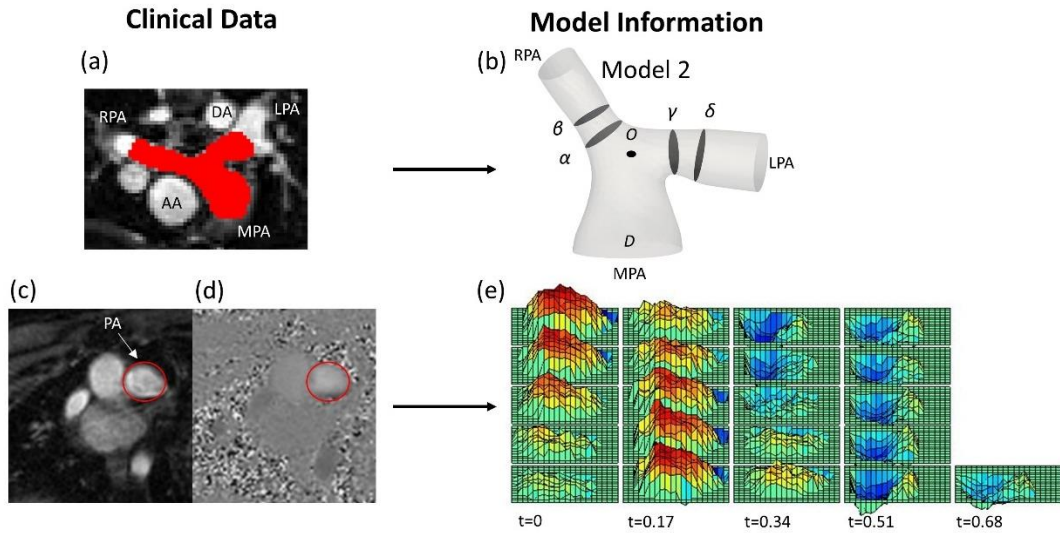 Clinical Data
Model Information
(a)
RPA
DA
LPA
AA
MPA
(b)
RPA
Model 2
β
α
O
γ
δ
LPA
D
MPA
(c)
PA
(d)
(e)
t=0
t=0.17
t=0.34
t=0.51
t=0.68